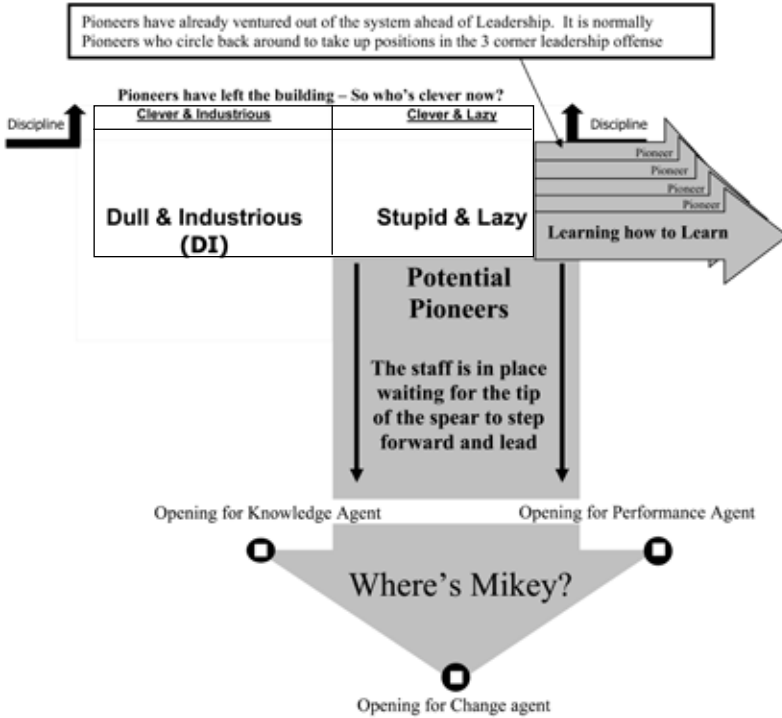 Pioneers have already ventured out of the system ahead of Leadership. It is normally
Pioneers who circle back around to take up positions in the 3 corner leadership offense
Pioneers have left the building – So who's clever now?
Discipline
Clever & Industrious
Clever & Lazy
Discipline
Pioneer
Pioneer
Pioneer
Pioneer
Dull & Industrious
(DI)
Stupid & Lazy
Learning how to Learn
Potential
Pioneers
The staff is in place
waiting for the tip
of the spear to step
forward and lead
Opening for Knowledge Agent
Opening for Performance Agent
Where's Mikey?
Opening for Change agent